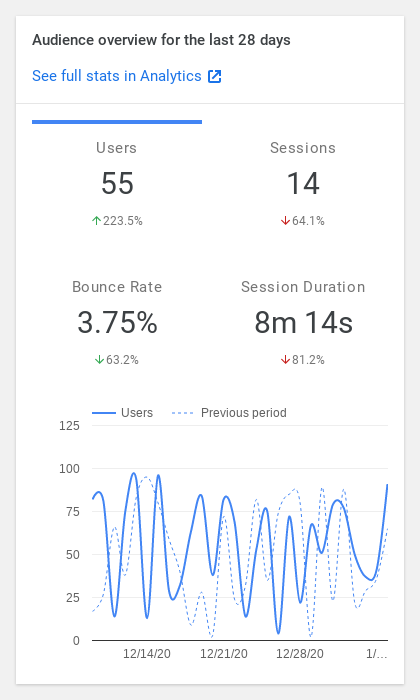 Audience overview for the last 28 days
See full stats in Analytics
Users Sessions
55 14
223.5% 64.1%
Bounce Rate Session Duration
3.75% 8m 14s
63.2% 81.2%
Users Previous period
125
100
75
50
25
0
12/14/20 12/21/20 12/28/20 1/…